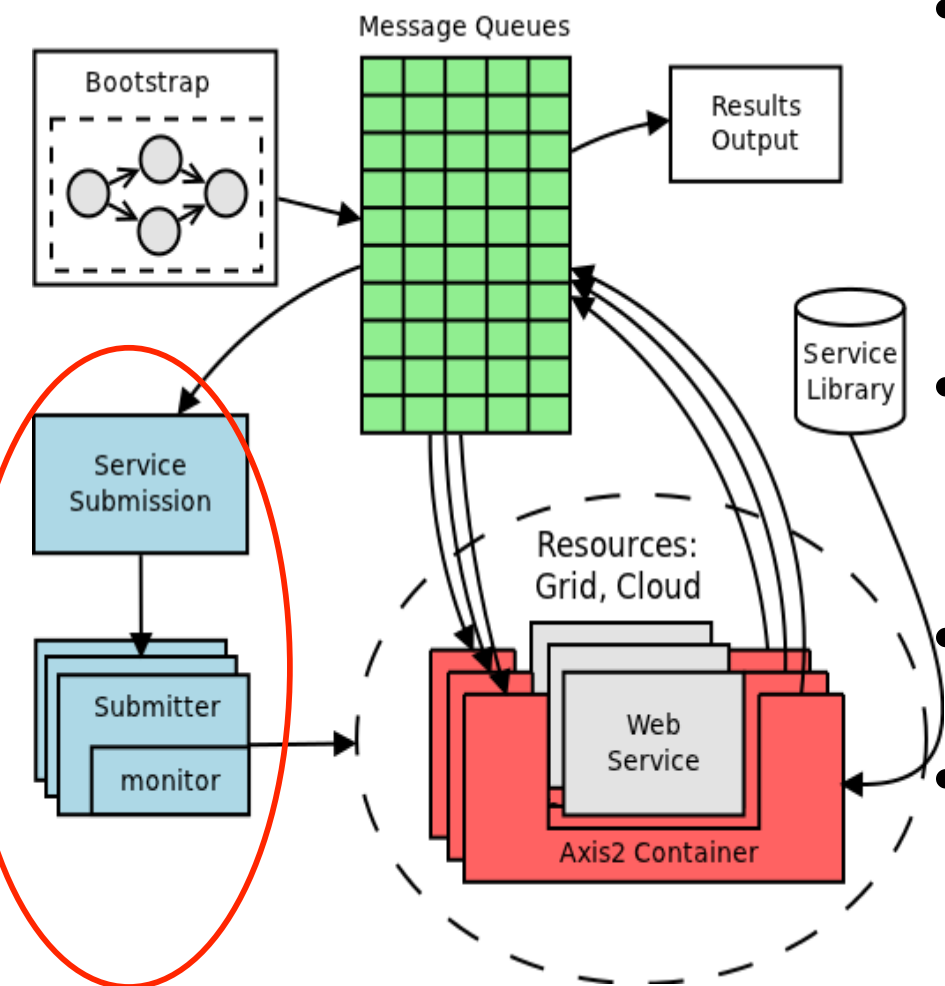 Message Queues
Bootstrap
Results
Output
Service
Library
Service
Submission
Resources:
Grid, Cloud
Submitter
monitor
Web
Service
Axis2 Container